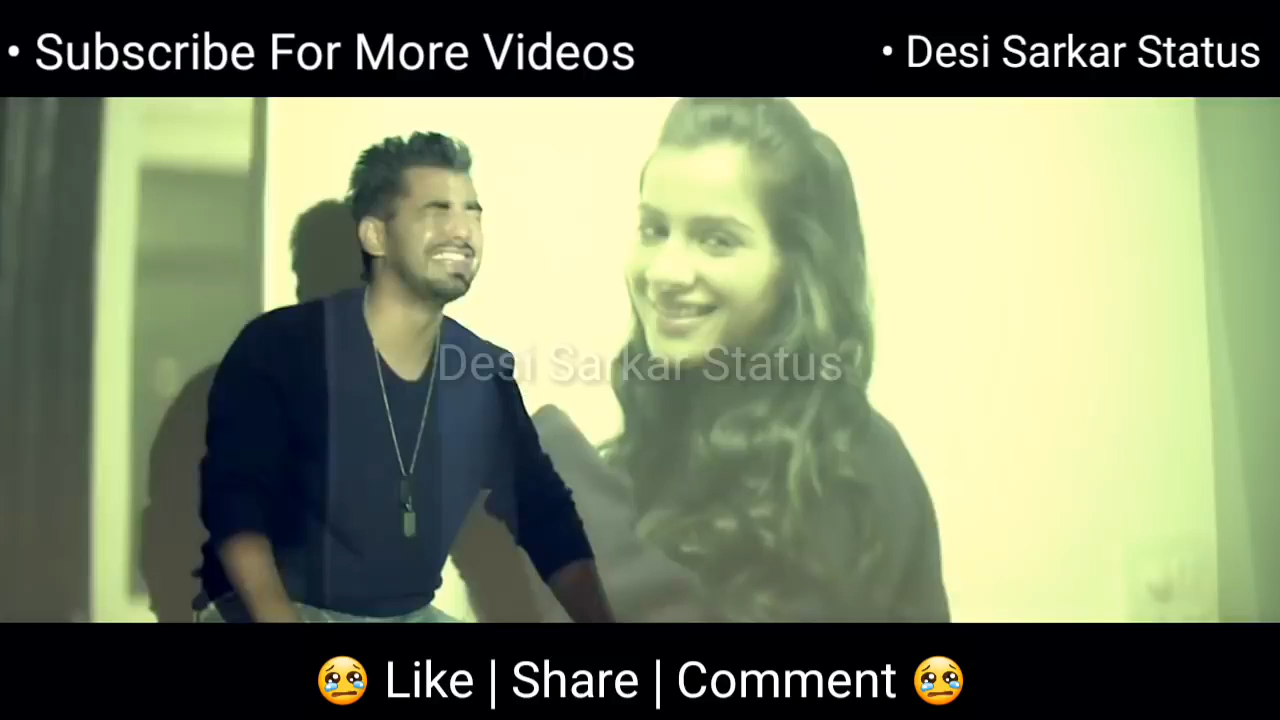 • Subscribe For More Videos
• Desi Sarkar Status
Desi Sarkar Status
😢 Like | Share | Comment 😢